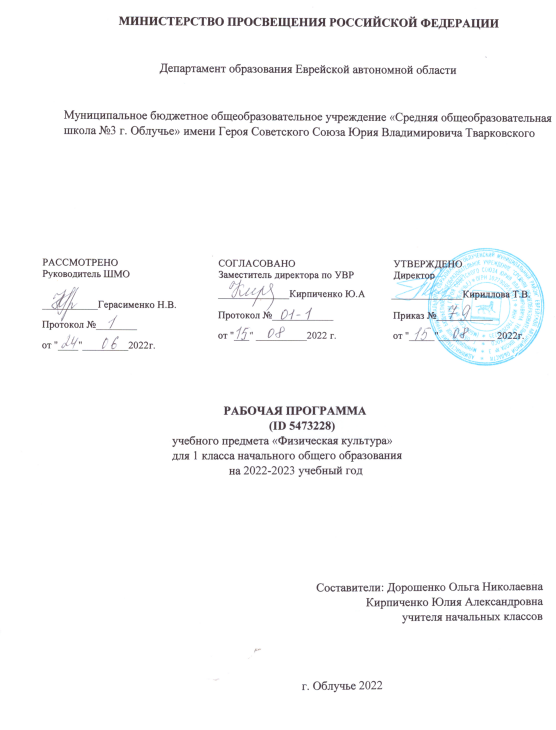 МИНИСТЕРСТВО ПРОСВЕЩЕНИЯ РОССИЙСКОЙ ФЕДЕРАЦИИ
Департамент образования Еврейской автономной области
Муниципальное бюджетное общеобразовательное учреждение «Средняя общеобразовательная
школа №3 г. Облучье» имени Героя Советского Союза Юрия Владимировича Тварковского
РАССМОТРЕНО
Руководитель ШМО
Герасименко Н.В.
Протокол № 1
от "24" 06 2022г.
СОГЛАСОВАНО
Заместитель директора по УВР
Кирпиченко Ю.А
Протокол № 01-1
от "15" 08 2022 г.
УТВЕРЖДЕНО
Директор
Кириллова Т.В.
Приказ № 79
от "15" 08 2022г.
РАБОЧАЯ ПРОГРАММА
(ID 5473228)
учебного предмета «Физическая культура»
для 1 класса начального общего образования
на 2022-2023 учебный год
Составители: Дорошенко Ольга Николаевна
Кирпиченко Юлия Александровна
учителя начальных классов
г. Облучье 2022